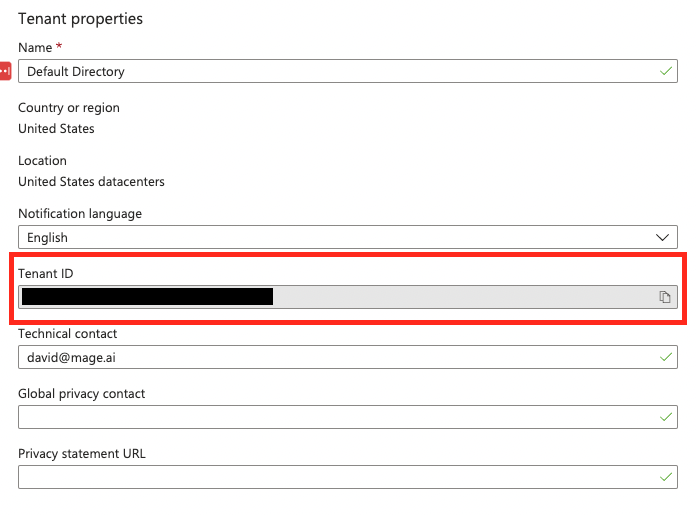 Tenant properties
Name *
Default Directory
Country or region
United States
Location
United States datacenters
Notification language
English
Tenant ID
Technical contact
david@mage.ai
Global privacy contact
Privacy statement URL